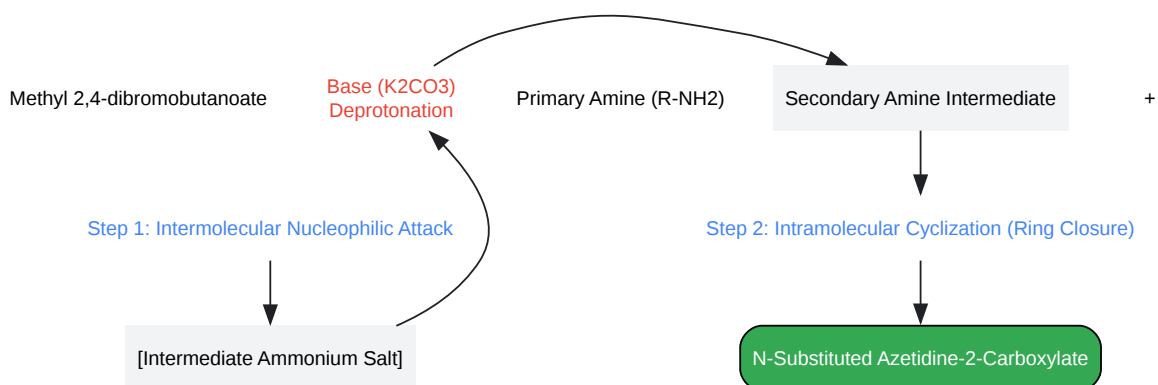 Methyl 2,4-dibromobutanoate
Base (K2CO3)
Deprotonation
Primary Amine (R-NH2)
Secondary Amine Intermediate
+
Step 1: Intermolecular Nucleophilic Attack
Step 2: Intramolecular Cyclization (Ring Closure)
[Intermediate Ammonium Salt]
N-Substituted Azetidine-2-Carboxylate